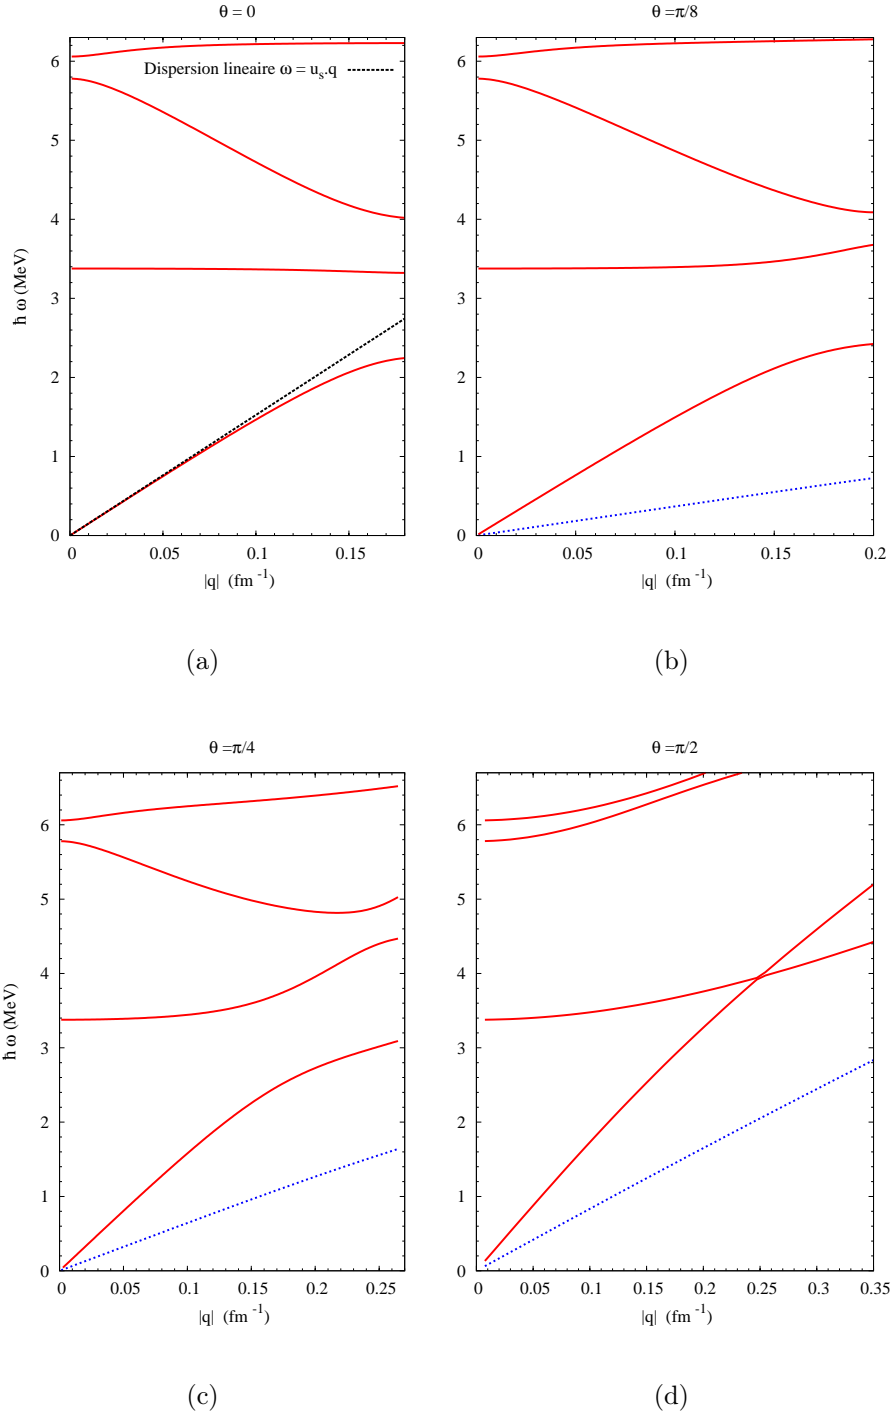 θ = 0
Dispersion lineaire ω = u_s.q
6
5
4
3
2
1
0
ħ ω (MeV)
0 0.05 0.1 0.15
|q| (fm⁻¹)
(a)
θ =π/8
6
5
4
3
2
1
0
0 0.05 0.1 0.15 0.2
|q| (fm⁻¹)
(b)
θ =π/4
6
5
4
3
2
1
0
ħ ω (MeV)
0 0.05 0.1 0.15 0.2 0.25
|q| (fm⁻¹)
(c)
θ =π/2
6
5
4
3
2
1
0
0 0.05 0.1 0.15 0.2 0.25 0.3 0.35
|q| (fm⁻¹)
(d)